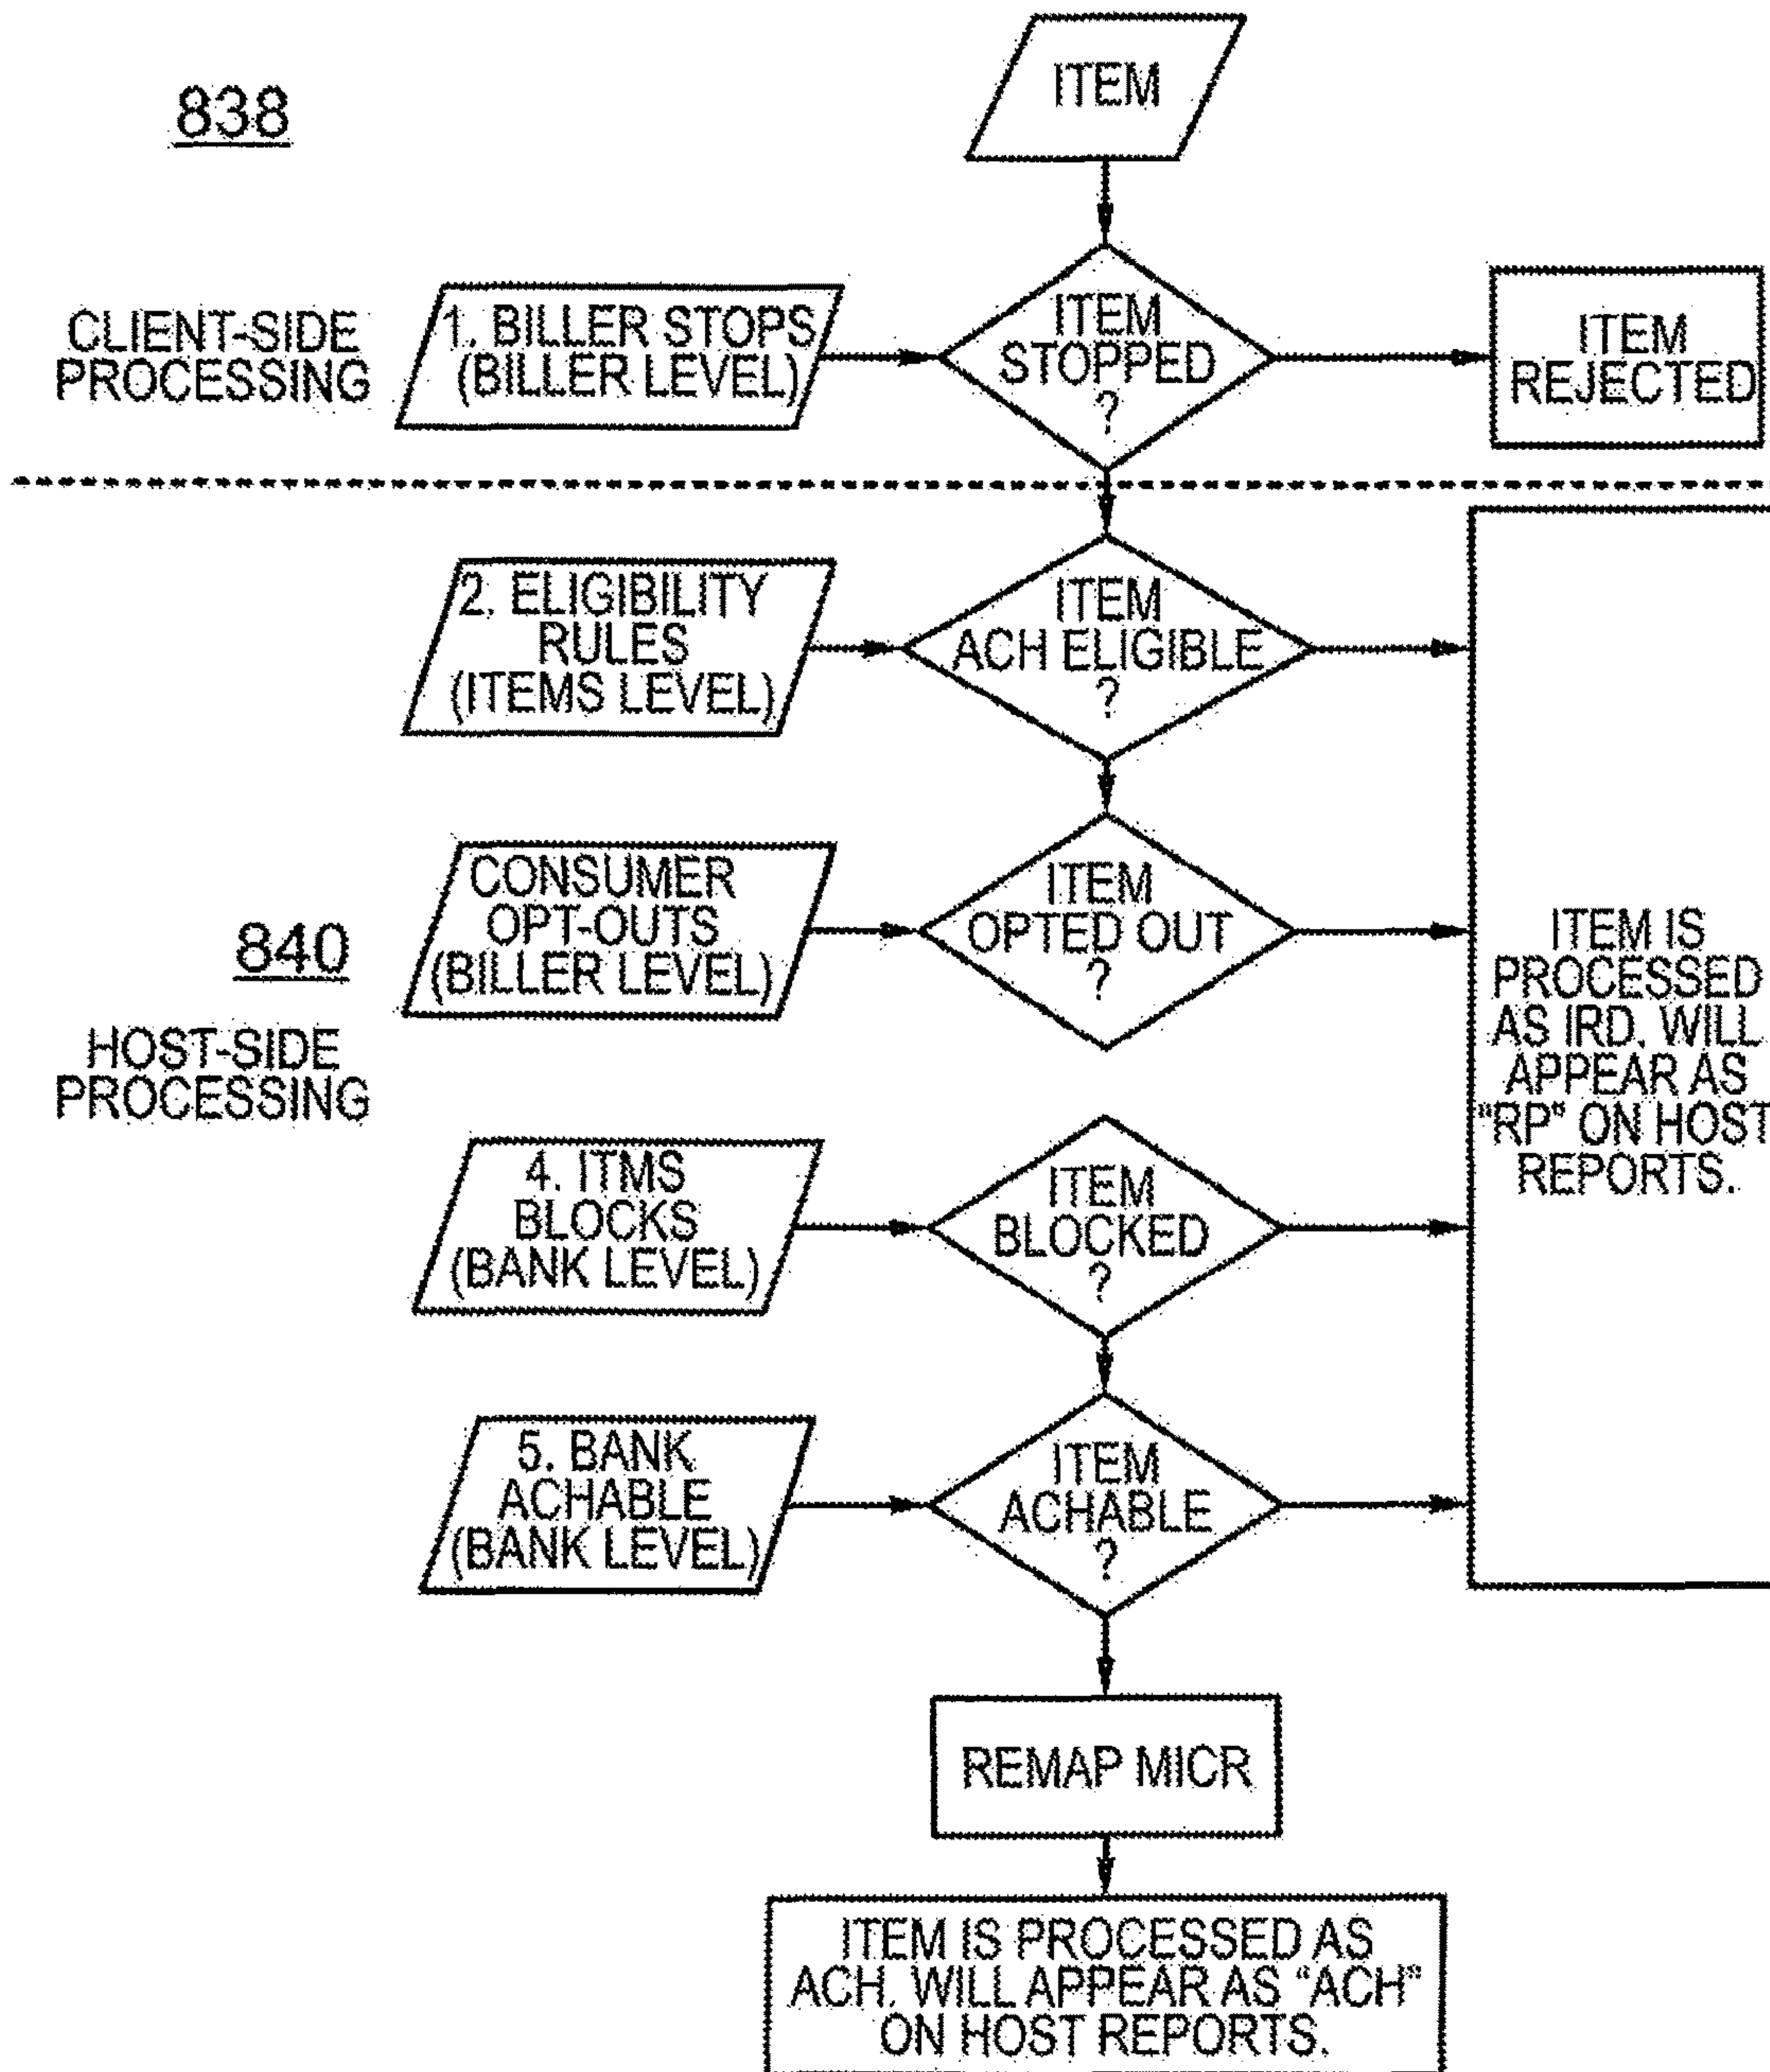 838
ITEM
CLIENT-SIDE
PROCESSING
1. BILLER STOPS
(BILLER LEVEL)
ITEM
STOPPED
?
ITEM
REJECTED
2. ELIGIBILITY
RULES
(ITEMS LEVEL)
ITEM
ACH ELIGIBLE
?
840
HOST-SIDE
PROCESSING
CONSUMER
OPT-OUTS
(BILLER LEVEL)
ITEM
OPTED OUT
?
ITEM IS
PROCESSED
AS IRD. WILL
APPEAR AS
"RP" ON HOST
REPORTS.
4. ITMS
BLOCKS
(BANK LEVEL)
ITEM
BLOCKED
?
5. BANK
ACHABLE
(BANK LEVEL)
ITEM
ACHABLE
?
REMAP MICR
ITEM IS PROCESSED AS
ACH. WILL APPEAR AS "ACH"
ON HOST REPORTS.